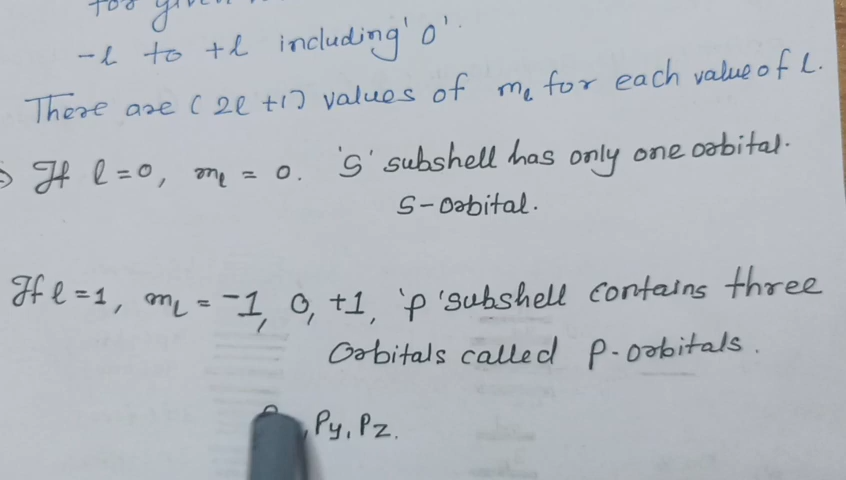 for given
-l to +l including '0'.
There are (2l+1) values of ml for each value of l.
If l=0, ml = 0. 'S' subshell has only one orbital.
S-orbital.
If l=1, mL = -1, 0, +1, 'p' subshell contains three
Orbitals called p-orbitals.
, Py, Pz.